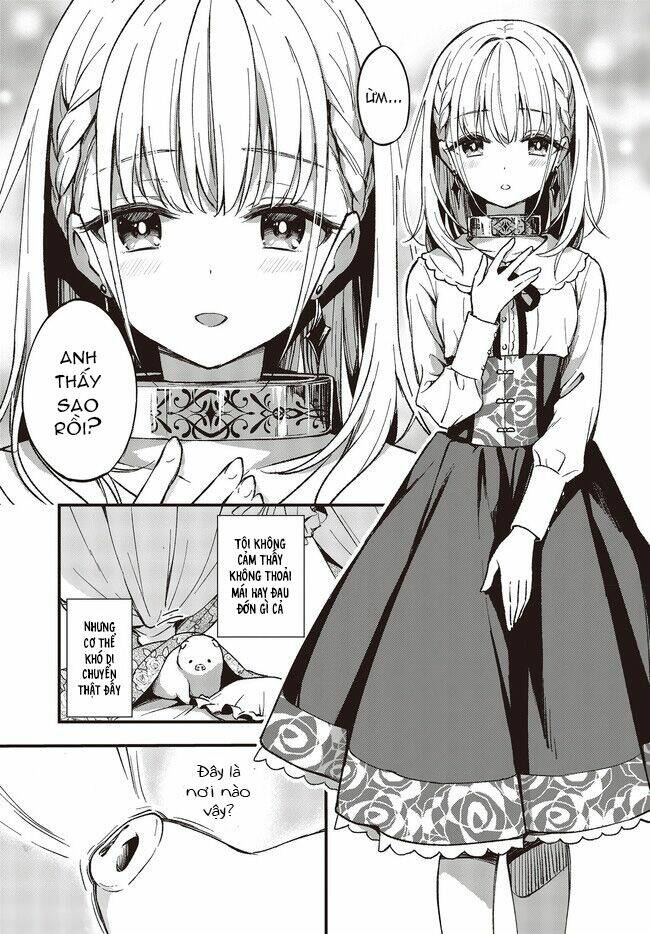 ỪM...
ANH
THẤY
SAO
RỒI?
TÔI KHÔNG
CẢM THẤY
KHÔNG THOẢI
MÁI HAY ĐAU
ĐỚN GÌ CẢ
NHƯNG
CƠ THỂ
KHÓ DI
CHUYỂN
THẬT ĐẤY
Đây là
nơi nào
vậy?